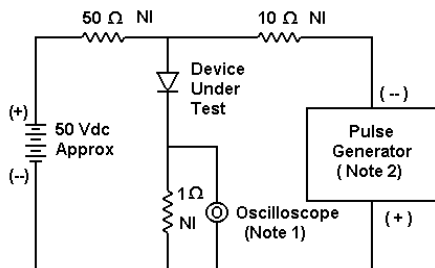 50 Ω NI
10 Ω NI
Device
Under
Test
(+)
50 Vdc
Approx
(--)
1Ω
NI
Oscilloscope
(Note 1)
( -- )
Pulse
Generator
( Note 2)
( + )